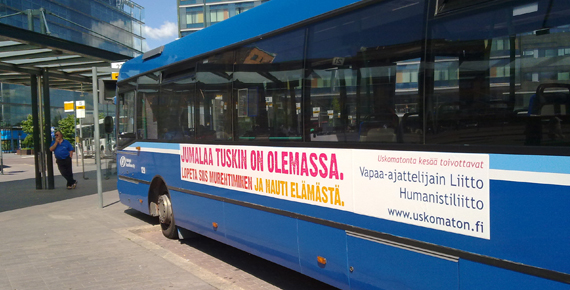 JUMALAA TUSKIN ON OLEMASSA.
LOPETA SIIS MUREHTIMINEN JA NAUTI ELÄMÄSTÄ.
Uskomatonta kesää toivottavat
Vapaa-ajattelijain Liitto
Humanistiliitto
www.uskomaton.fi